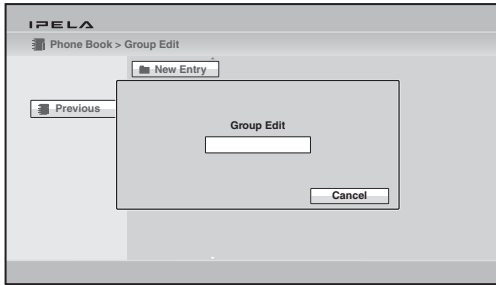 IPELA
Phone Book > Group Edit
New Entry
Previous
Group Edit
Cancel